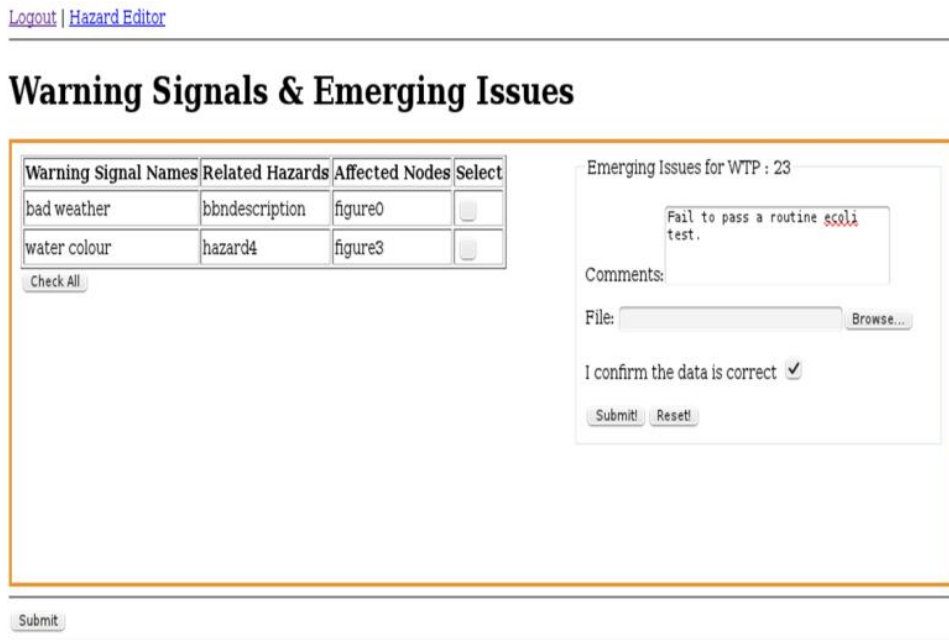 Logout | Hazard Editor
Warning Signals & Emerging Issues
Warning Signal Names Related Hazards Affected Nodes Select
bad weather bbndescription figure0
water colour hazard4 figure3
Check All
Emerging Issues for WTP : 23
Fail to pass a routine ecoli
test.
Comments:
File: Browse...
I confirm the data is correct
Submit! Reset!
Submit